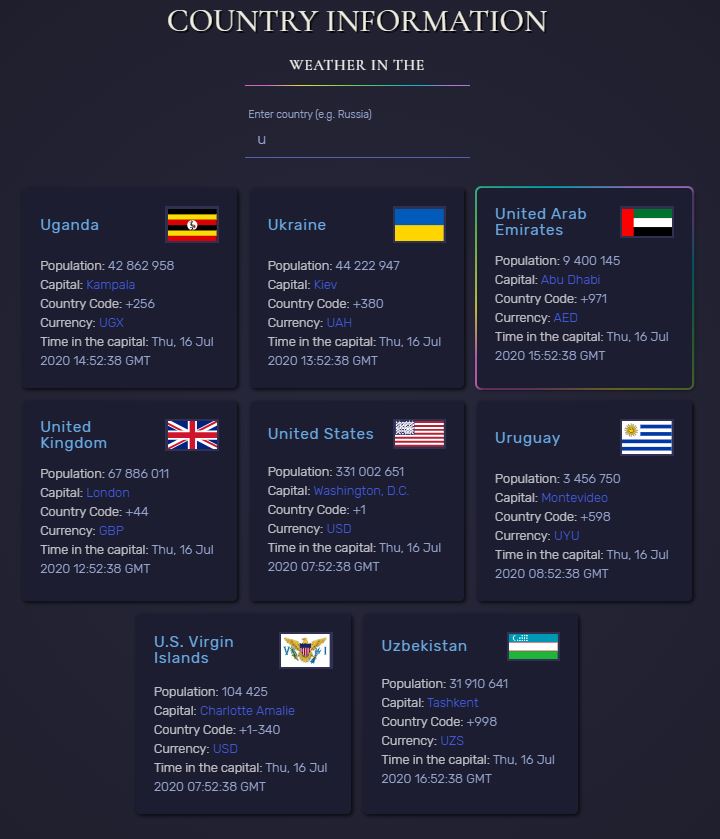 COUNTRY INFORMATION
WEATHER IN THE
Enter country (e.g. Russia)
u
Uganda
Population: 42 862 958
Capital: Kampala
Country Code: +256
Currency: UGX
Time in the capital: Thu, 16 Jul
2020 14:52:38 GMT
Ukraine
Population: 44 222 947
Capital: Kiev
Country Code: +380
Currency: UAH
Time in the capital: Thu, 16 Jul
2020 13:52:38 GMT
United Arab
Emirates
Population: 9 400 145
Capital: Abu Dhabi
Country Code: +971
Currency: AED
Time in the capital: Thu, 16 Jul
2020 15:52:38 GMT
United
Kingdom
Population: 67 886 011
Capital: London
Country Code: +44
Currency: GBP
Time in the capital: Thu, 16 Jul
2020 12:52:38 GMT
United States
Population: 331 002 651
Capital: Washington, D.C.
Country Code: +1
Currency: USD
Time in the capital: Thu, 16 Jul
2020 07:52:38 GMT
Uruguay
Population: 3 456 750
Capital: Montevideo
Country Code: +598
Currency: UYU
Time in the capital: Thu, 16 Jul
2020 08:52:38 GMT
U.S. Virgin
Islands
V I
Population: 104 425
Capital: Charlotte Amalie
Country Code: +1-340
Currency: USD
Time in the capital: Thu, 16 Jul
2020 07:52:38 GMT
Uzbekistan
Population: 31 910 641
Capital: Tashkent
Country Code: +998
Currency: UZS
Time in the capital: Thu, 16 Jul
2020 16:52:38 GMT